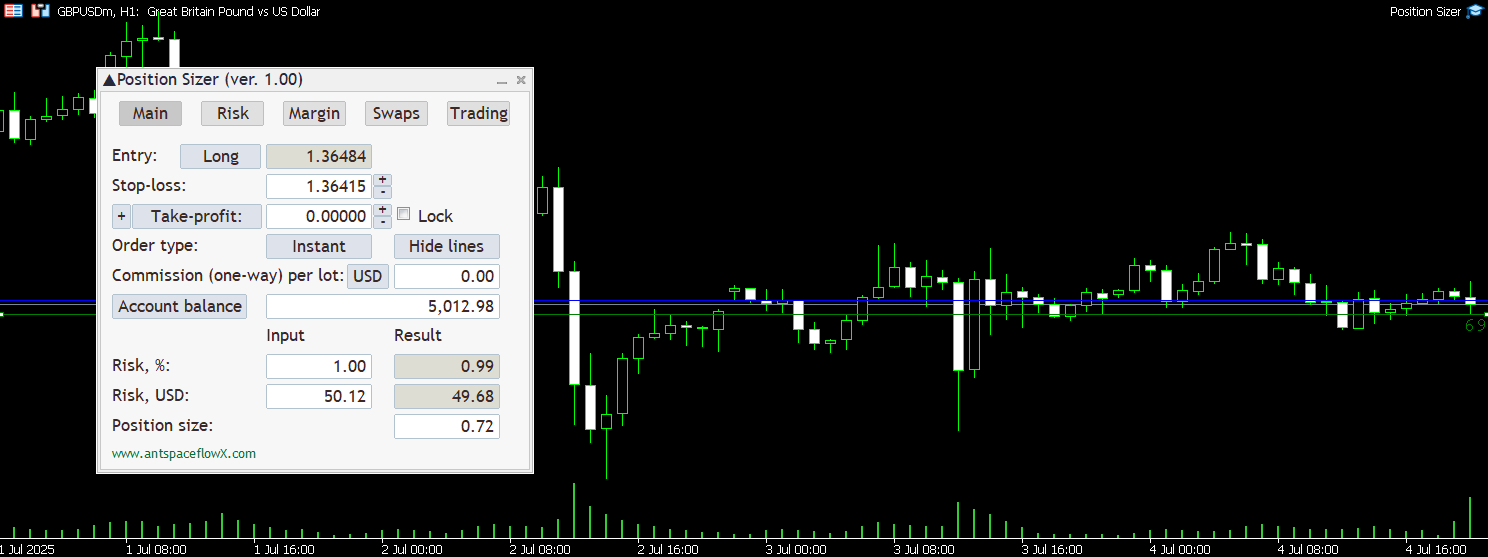 GBPUSDm, H1: Great Britain Pound vs US Dollar
Position Sizer
▲Position Sizer (ver. 1.00)
Main Risk Margin Swaps Trading
Entry: Long 1.36484
Stop-loss: 1.36415 + -
+ Take-profit: 0.00000 + - Lock
Order type: Instant Hide lines
Commission (one-way) per lot: USD 0.00
Account balance 5,012.98
Input Result
Risk, %: 1.00 0.99
Risk, USD: 50.12 49.68
Position size: 0.72
www.antspaceflowX.com
69
1 Jul 2025 1 Jul 08:00 1 Jul 16:00 2 Jul 00:00 2 Jul 08:00 2 Jul 16:00 3 Jul 00:00 3 Jul 08:00 3 Jul 16:00 4 Jul 00:00 4 Jul 08:00 4 Jul 16:00